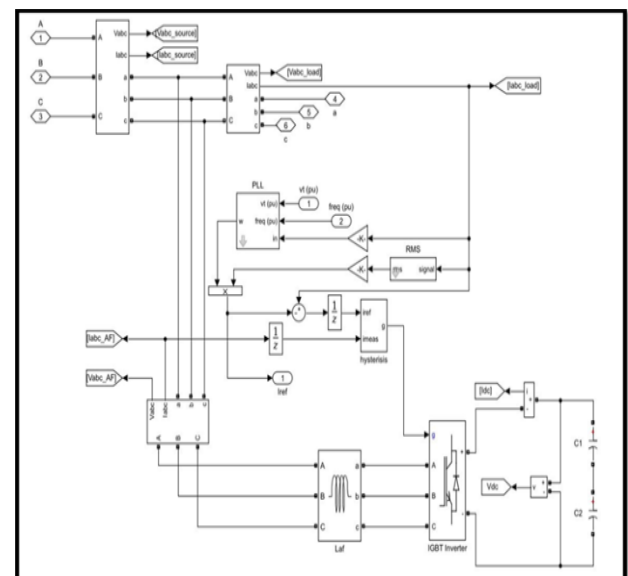 A
1
A
Vabc
[Vabc_source]
Iabc
[Iabc_source]
B
2
B
a
A
Vabc
[Vabc_load]
Iabc
[Iabc_load]
b
B
a
4
a
C
3
C
c
C
b
5
b
c
6
c
PLL
vt (pu)
vt (pu)
1
w
freq (pu)
freq (pu)
2
in
-K-
RMS
-K-
rms
signal
X
1
z
iref
g
[Iabc_AF]
1
z
imeas
hysterisis
[Vabc_AF]
1
Iref
Vabc
Iabc
a
b
c
A
B
C
[Idc]
i
+
-
g
+
C1
A
a
A
B
b
B
Vdc
v
+
-
C2
C
c
C
-
Laf
IGBT Inverter